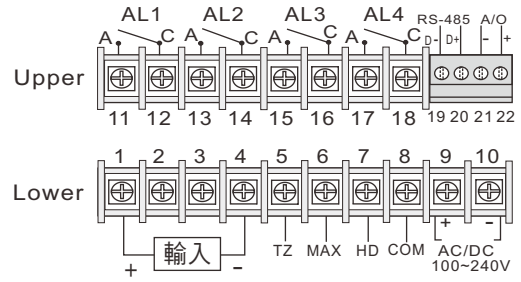 AL1 AL2 AL3 AL4 RS-485 A/O
A C A C A C A C D- D+ - +
Upper
11 12 13 14 15 16 17 18 19 20 21 22
1 2 3 4 5 6 7 8 9 10
Lower
+ 輸入 - TZ MAX HD COM + -
AC/DC
100~240V